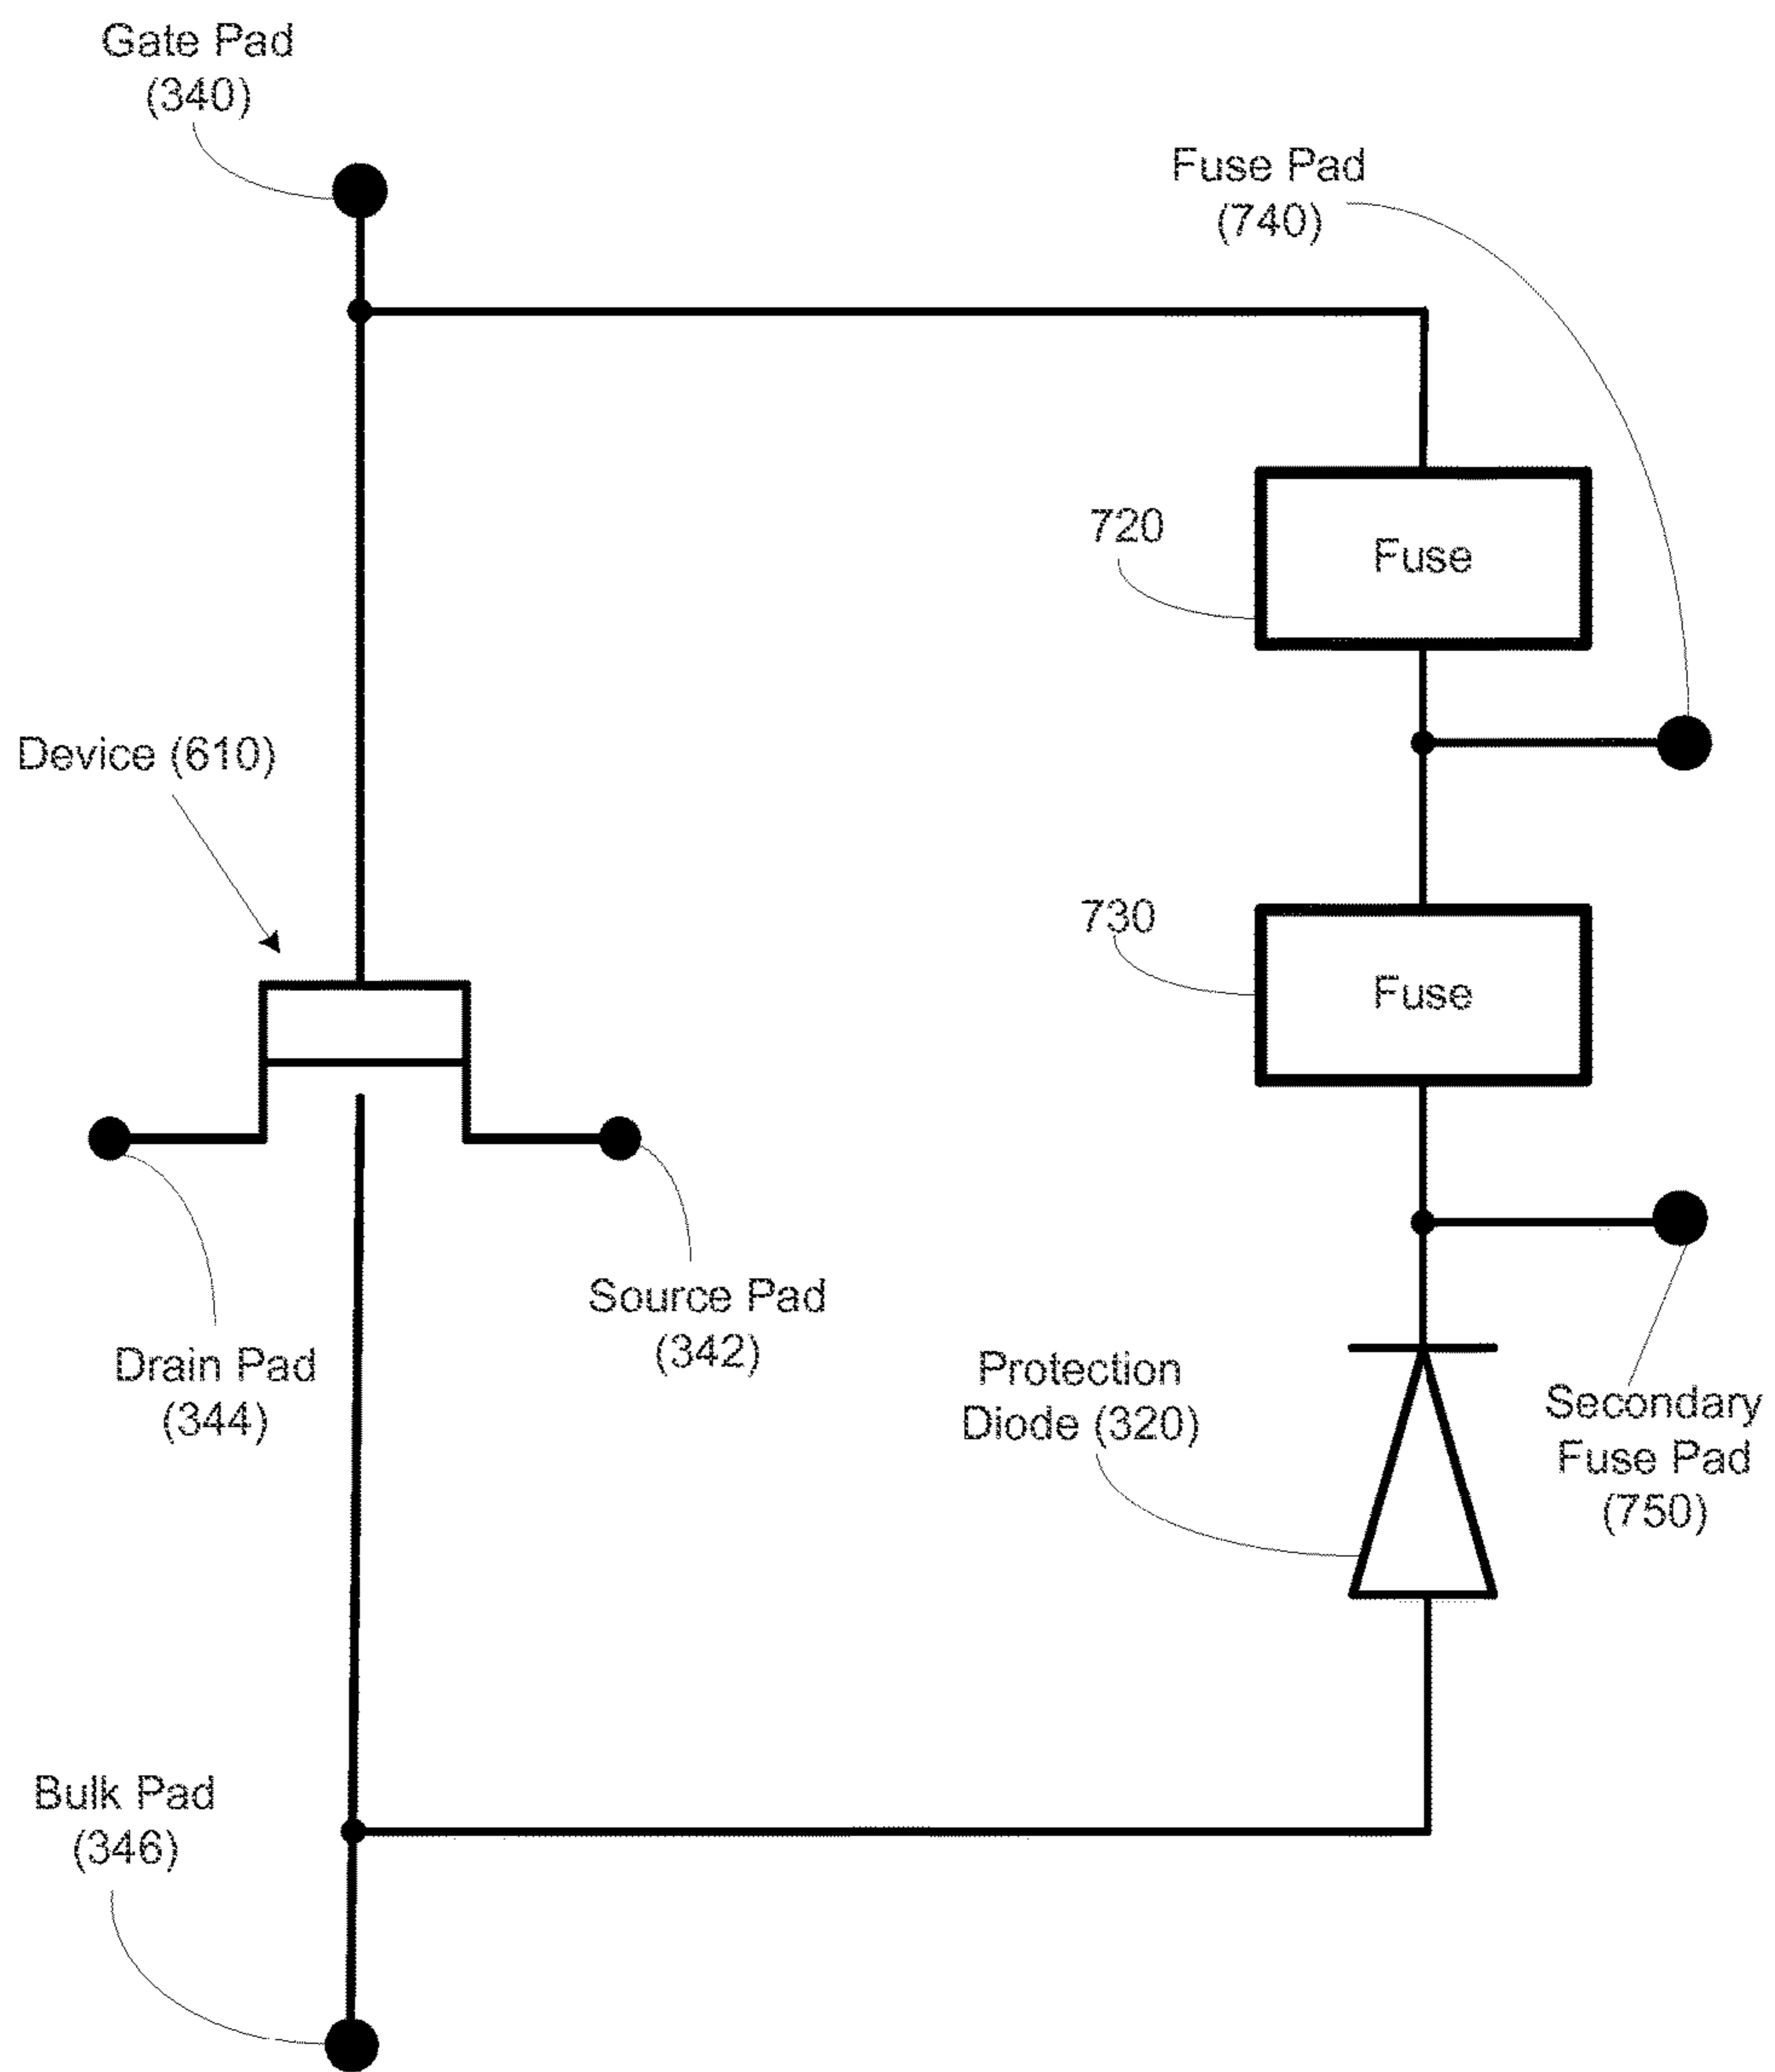 Gate Pad
(340)
Fuse Pad
(740)
720
Fuse
Device (610)
730
Fuse
Source Pad
(342)
Drain Pad
(344)
Protection
Diode (320)
Secondary
Fuse Pad
(750)
Bulk Pad
(346)